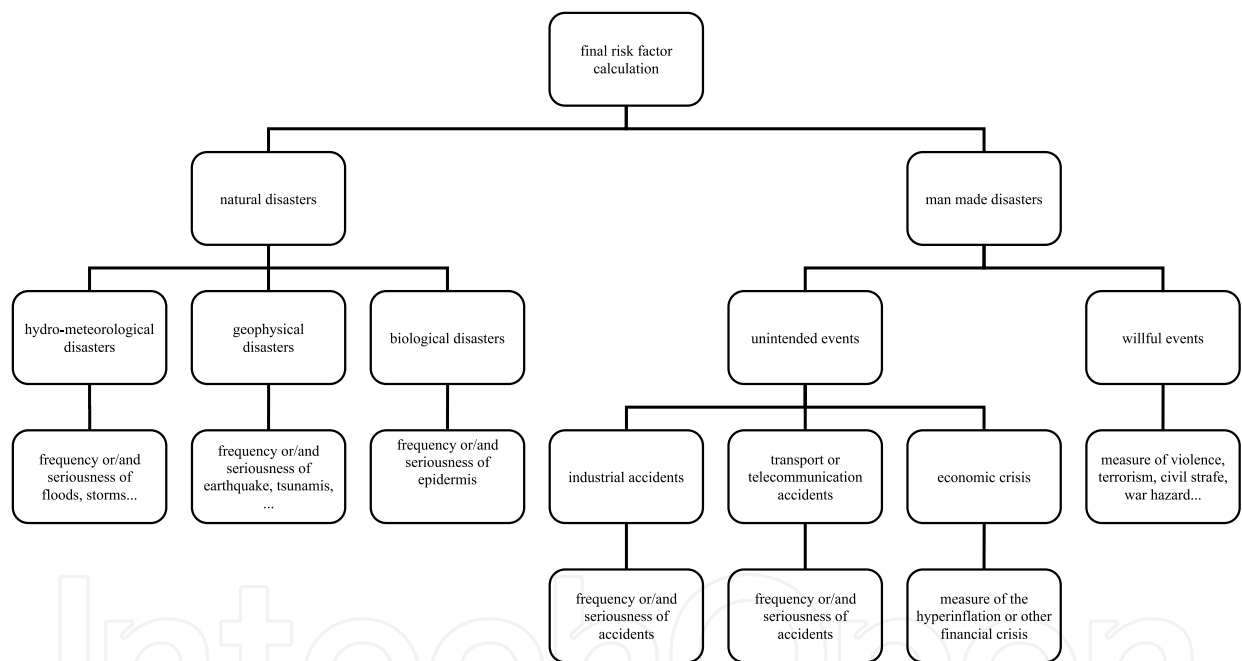 final risk factor
calculation
natural disasters
man made disasters
hydro-meteorological
disasters
geophysical
disasters
biological disasters
unintended events
willful events
frequency or/and
seriousness of
floods, storms...
frequency or/and
seriousness of
earthquake, tsunamis,
...
frequency or/and
seriousness of
epidermis
industrial accidents
transport or
telecommunication
accidents
economic crisis
measure of violence,
terrorism, civil strafe,
war hazard...
frequency or/and
seriousness of
accidents
frequency or/and
seriousness of
accidents
measure of the
hyperinflation or other
financial crisis
IntechOpen